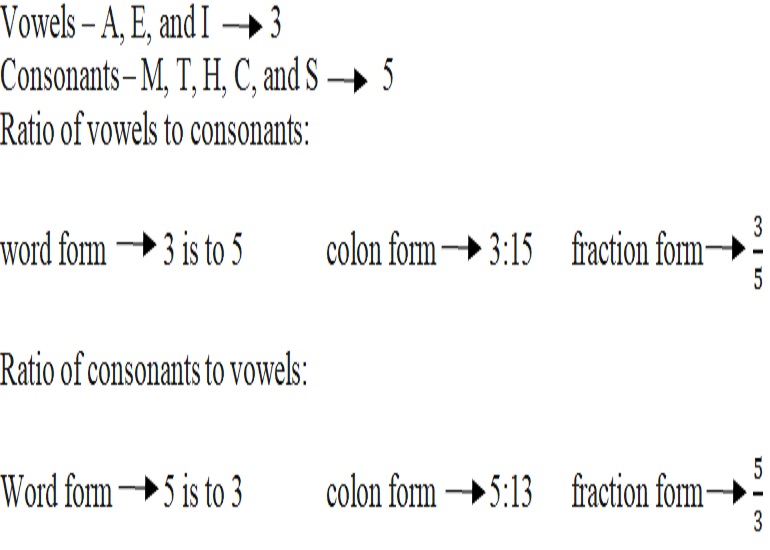 Vowels – A, E, and I → 3
Consonants – M, T, H, C, and S → 5
Ratio of vowels to consonants:
word form → 3 is to 5 colon form → 3:15 fraction form → 3/5
Ratio of consonants to vowels:
Word form → 5 is to 3 colon form → 5:13 fraction form → 5/3